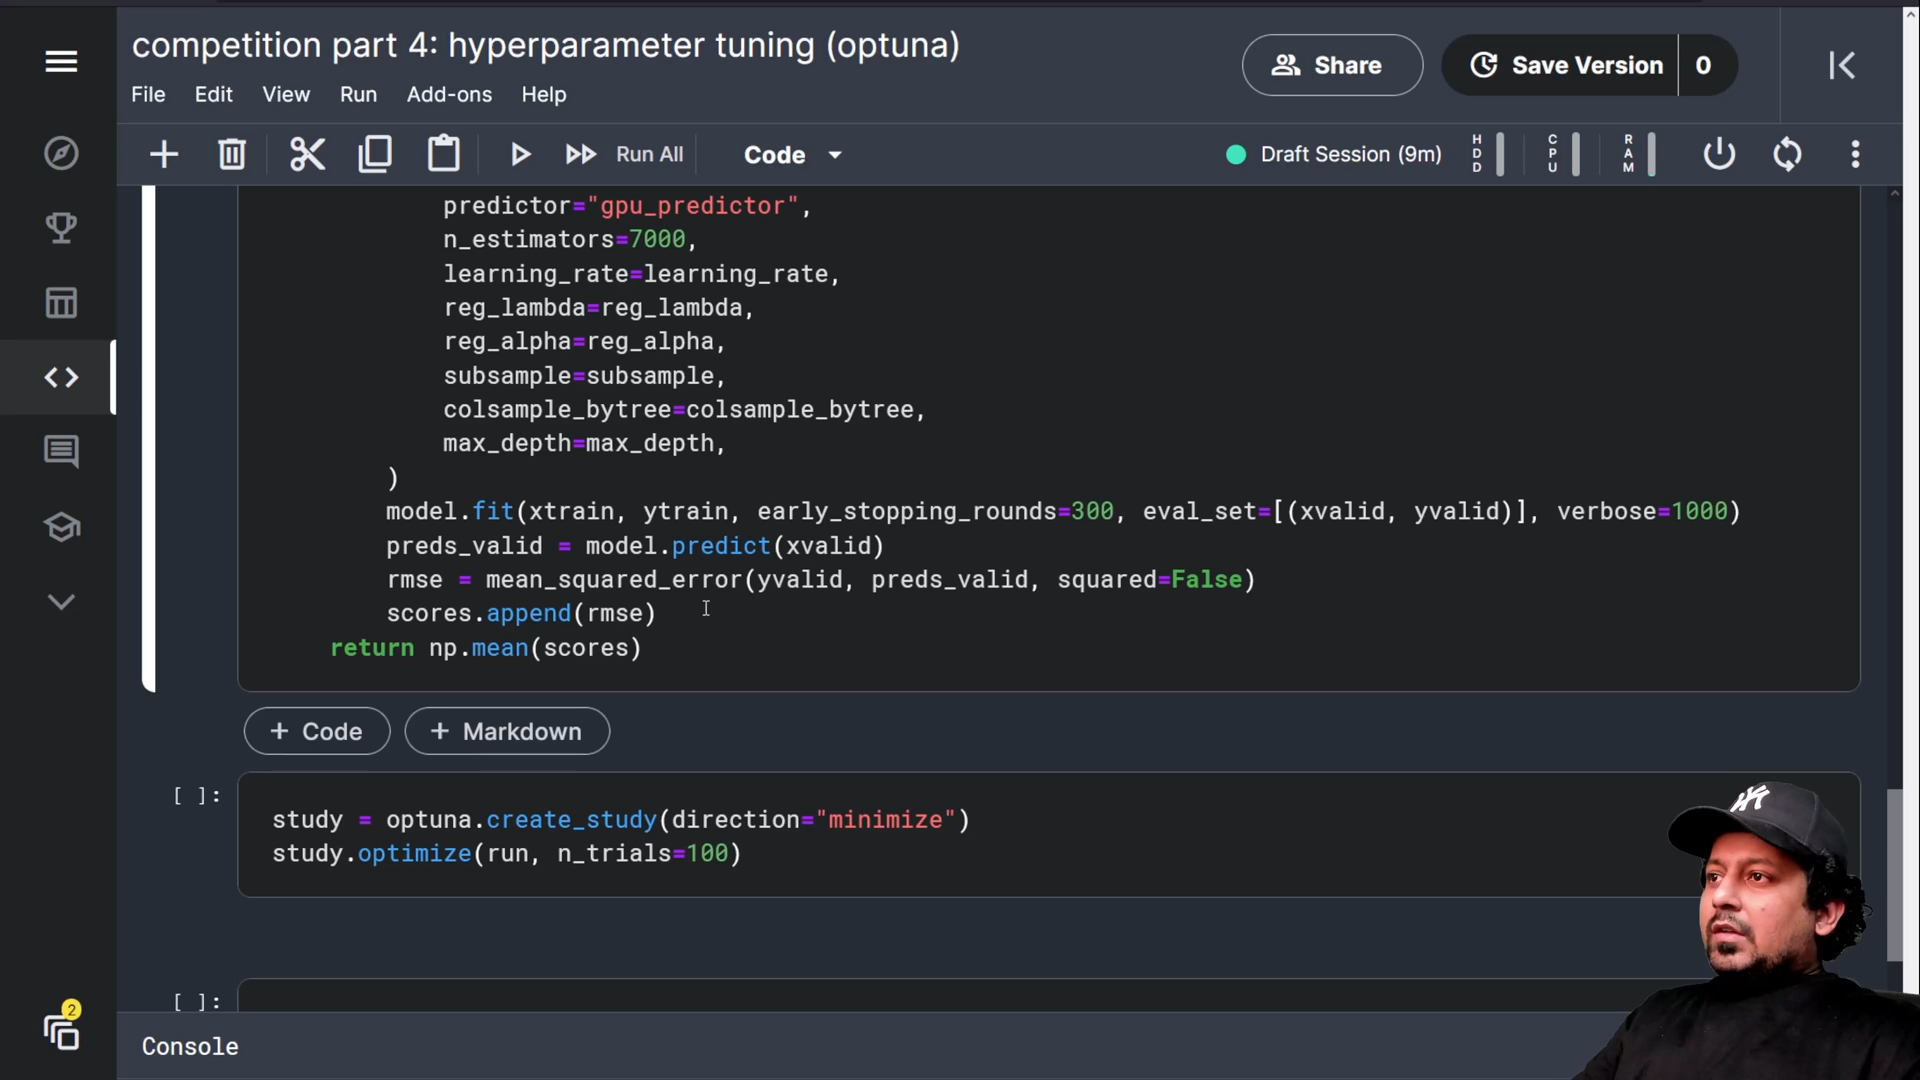 competition part 4: hyperparameter tuning (optuna)
Share
Save Version 0
File Edit View Run Add-ons Help
Run All
Code
Draft Session (9m)
HDD
CPU
RAM
predictor="gpu_predictor",
n_estimators=7000,
learning_rate=learning_rate,
reg_lambda=reg_lambda,
reg_alpha=reg_alpha,
subsample=subsample,
colsample_bytree=colsample_bytree,
max_depth=max_depth,
)
model.fit(xtrain, ytrain, early_stopping_rounds=300, eval_set=[(xvalid, yvalid)], verbose=1000)
preds_valid = model.predict(xvalid)
rmse = mean_squared_error(yvalid, preds_valid, squared=False)
scores.append(rmse)
return np.mean(scores)
+ Code + Markdown
[ ]:
study = optuna.create_study(direction="minimize")
study.optimize(run, n_trials=100)
[ ]:
2
Console